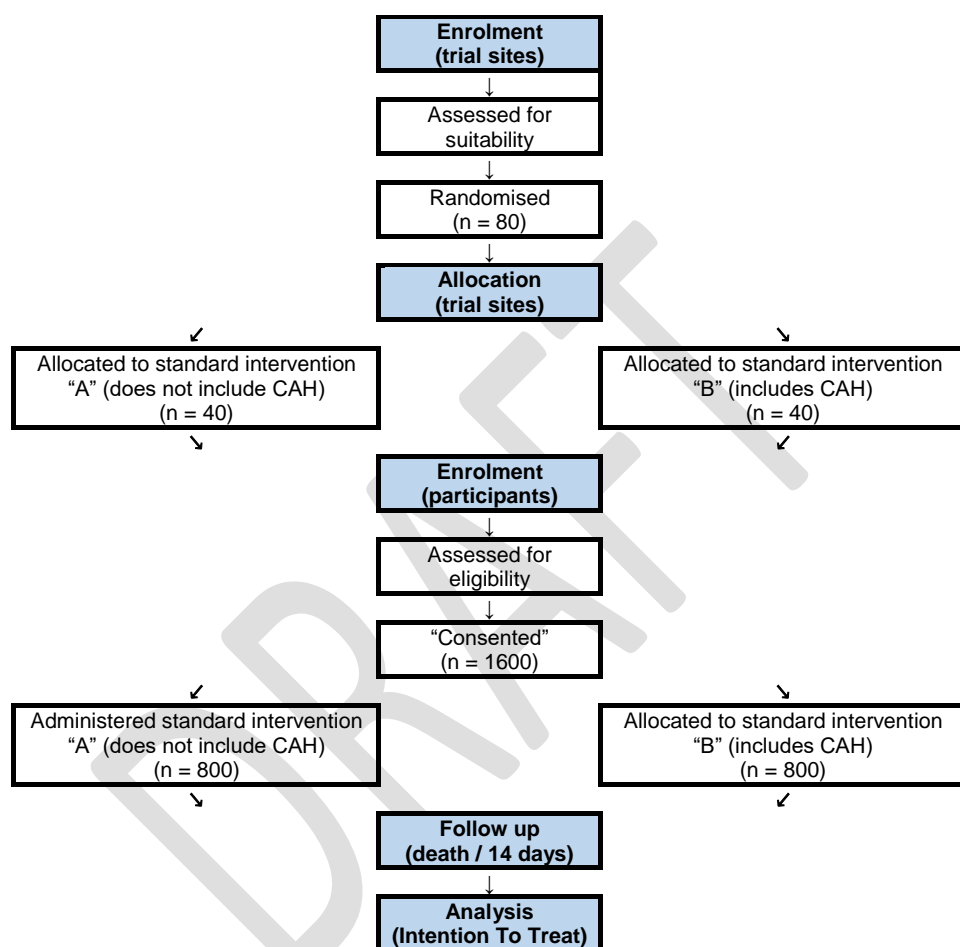 Enrolment
(trial sites)
↓
Assessed for
suitability
↓
Randomised
(n = 80)
↓
Allocation
(trial sites)
↙ ↘
Allocated to standard intervention
“A” (does not include CAH)
(n = 40)
Allocated to standard intervention
“B” (includes CAH)
(n = 40)
↘ ↙
Enrolment
(participants)
↓
Assessed for
eligibility
↓
“Consented”
(n = 1600)
↙ ↘
Administered standard intervention
“A” (does not include CAH)
(n = 800)
Allocated to standard intervention
“B” (includes CAH)
(n = 800)
↘ ↙
Follow up
(death / 14 days)
↓
Analysis
(Intention To Treat)
DRAFT